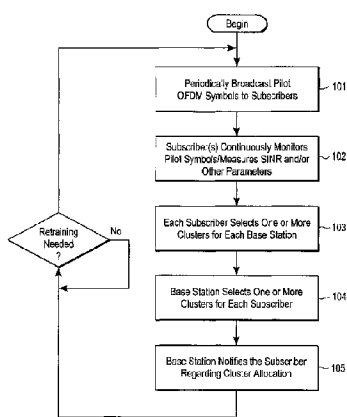 Begin
Periodically Broadcast Pilot
OFDM Symbols to Subscribers
101
Subscriber(s) Continuously Monitors
Pilot Symbols/Measures SINR and/or
Other Parameters
102
Each Subscriber Selects One or More
Clusters for Each Base Station
103
Base Station Selects One or More
Clusters for Each Subscriber
104
Base Station Notifies the Subscriber
Regarding Cluster Allocation
105
Retraining
Needed
?
No